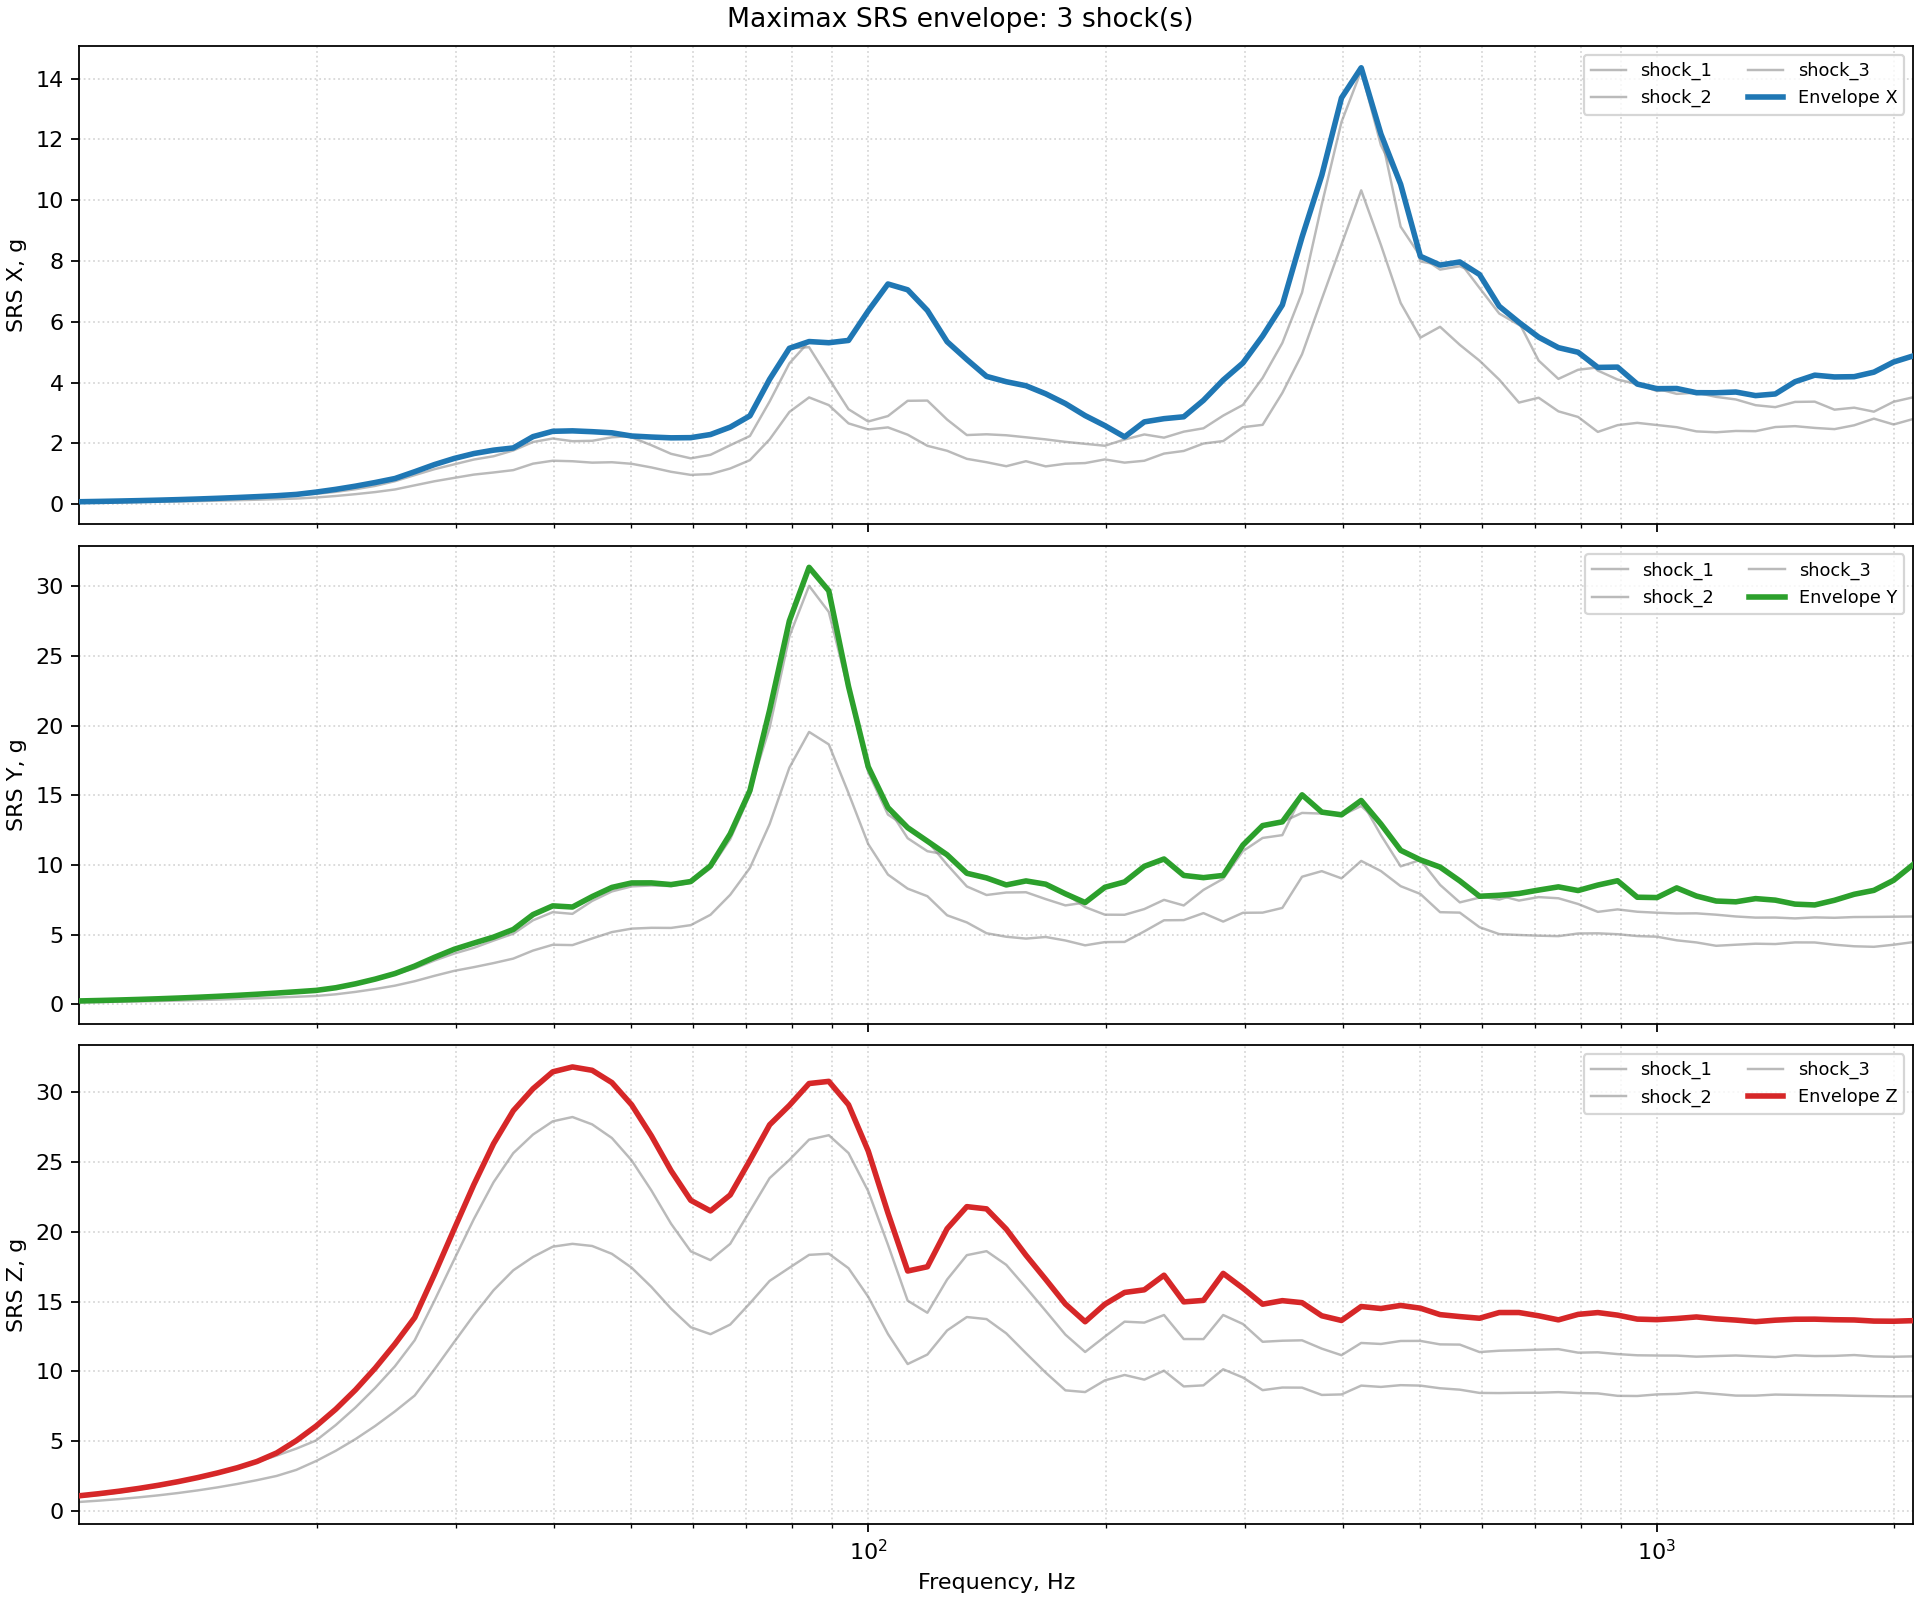 Maximax SRS envelope: 3 shock(s)
SRS X, g
14
12
10
8
6
4
2
0
shock_1 shock_3
shock_2 Envelope X
SRS Y, g
30
25
20
15
10
5
0
shock_1 shock_3
shock_2 Envelope Y
SRS Z, g
30
25
20
15
10
5
0
shock_1 shock_3
shock_2 Envelope Z
10² 10³
Frequency, Hz